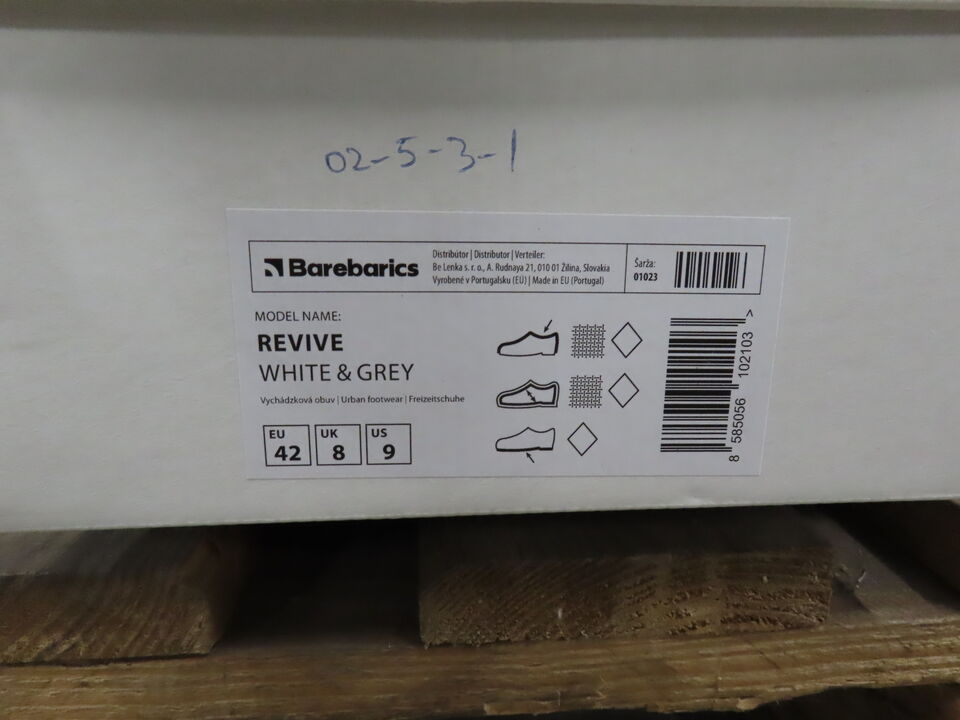 02-5-3-1
Barebarics
Distribútor | Distributor | Verteiler:
Be Lenka s. r. o., A. Rudnaya 21, 010 01 Žilina, Slovakia
Vyrobené v Portugalsku (EÚ) | Made in EU (Portugal)
Šarža:
01023
MODEL NAME:
REVIVE
WHITE & GREY
Vychádzková obuv | Urban footwear | Freizeitschuhe
EU
42
UK
8
US
9
8 585056 102103 >